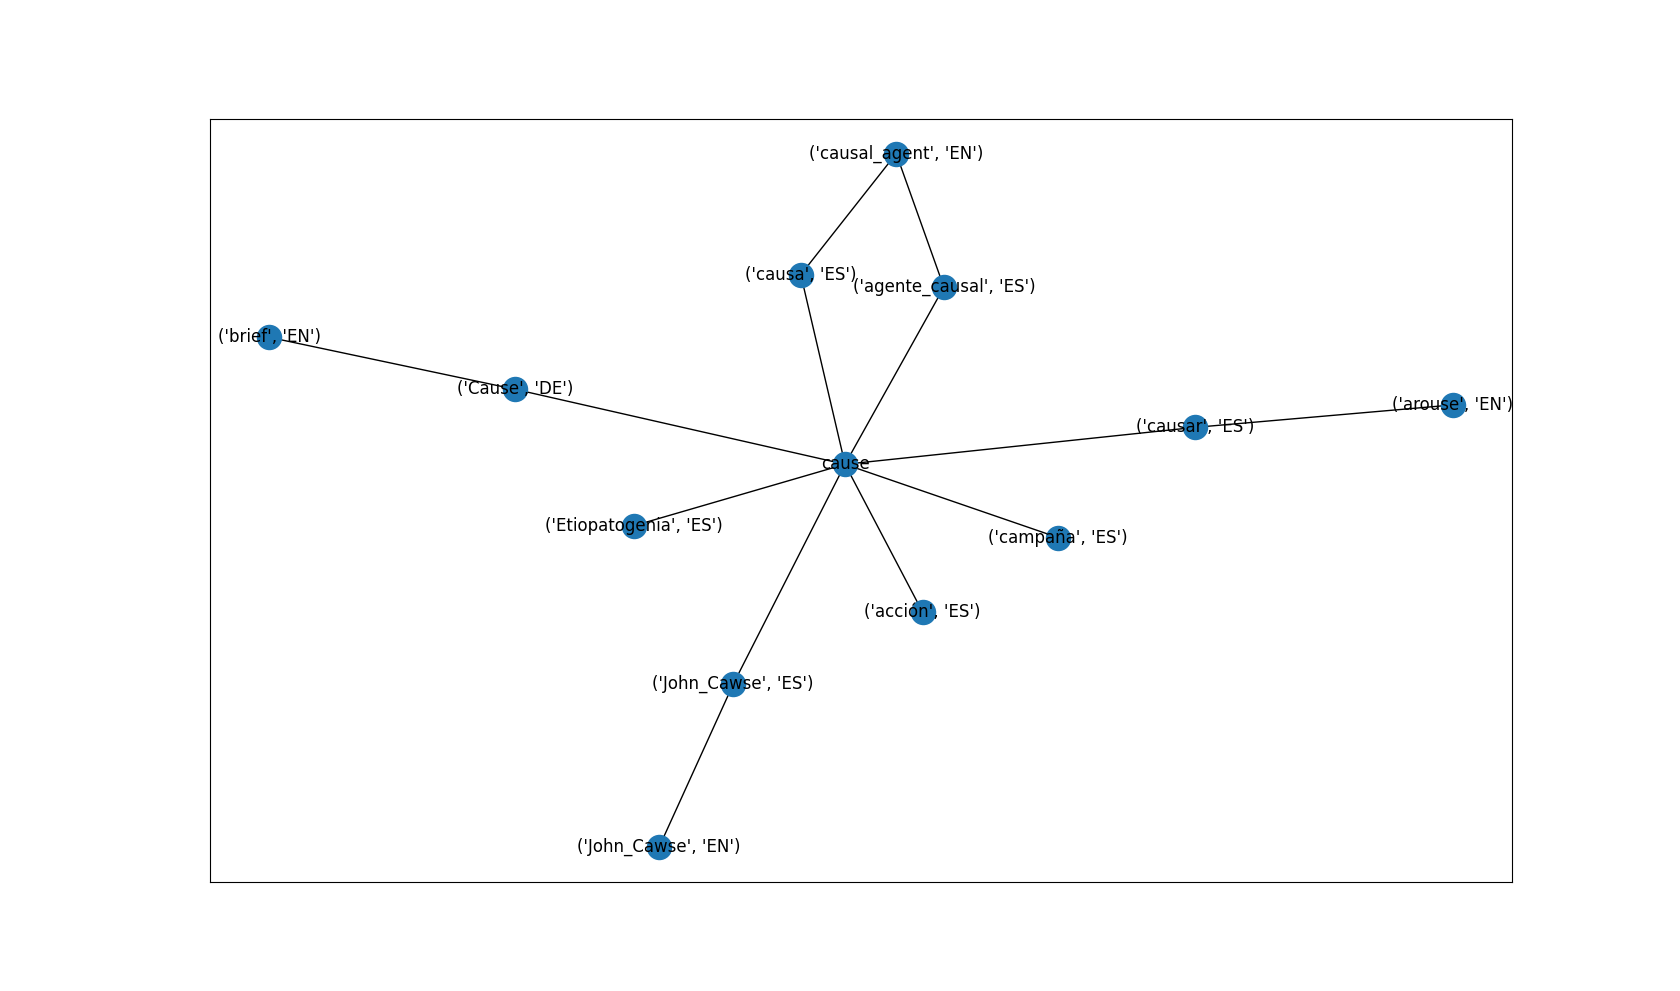 ('causal_agent', 'EN')
('causa', 'ES')
('agente_causal', 'ES')
('brief', 'EN')
('Cause', 'DE')
('arouse', 'EN')
('causar', 'ES')
cause
('Etiopatogenia', 'ES')
('campaña', 'ES')
('acción', 'ES')
('John_Cawse', 'ES')
('John_Cawse', 'EN')